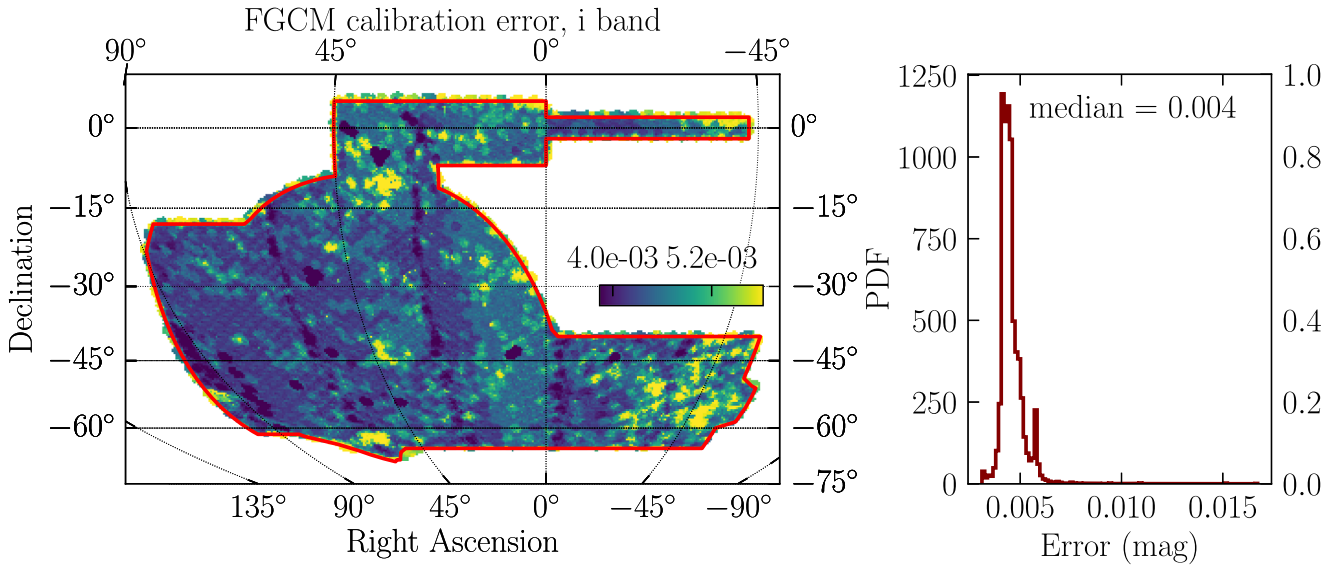 FGCM calibration error, i band
90° 45° 0° −45°
0° 0°
−15° −15°
−30° −30°
−45° −45°
−60° −60°
−75°
4.0e-03 5.2e-03
135° 90° 45° 0° −45° −90°
Right Ascension
Declination
median = 0.004
1250
1000
750
500
250
0
PDF
1.0
0.8
0.6
0.4
0.2
0.0
0.005 0.010 0.015
Error (mag)